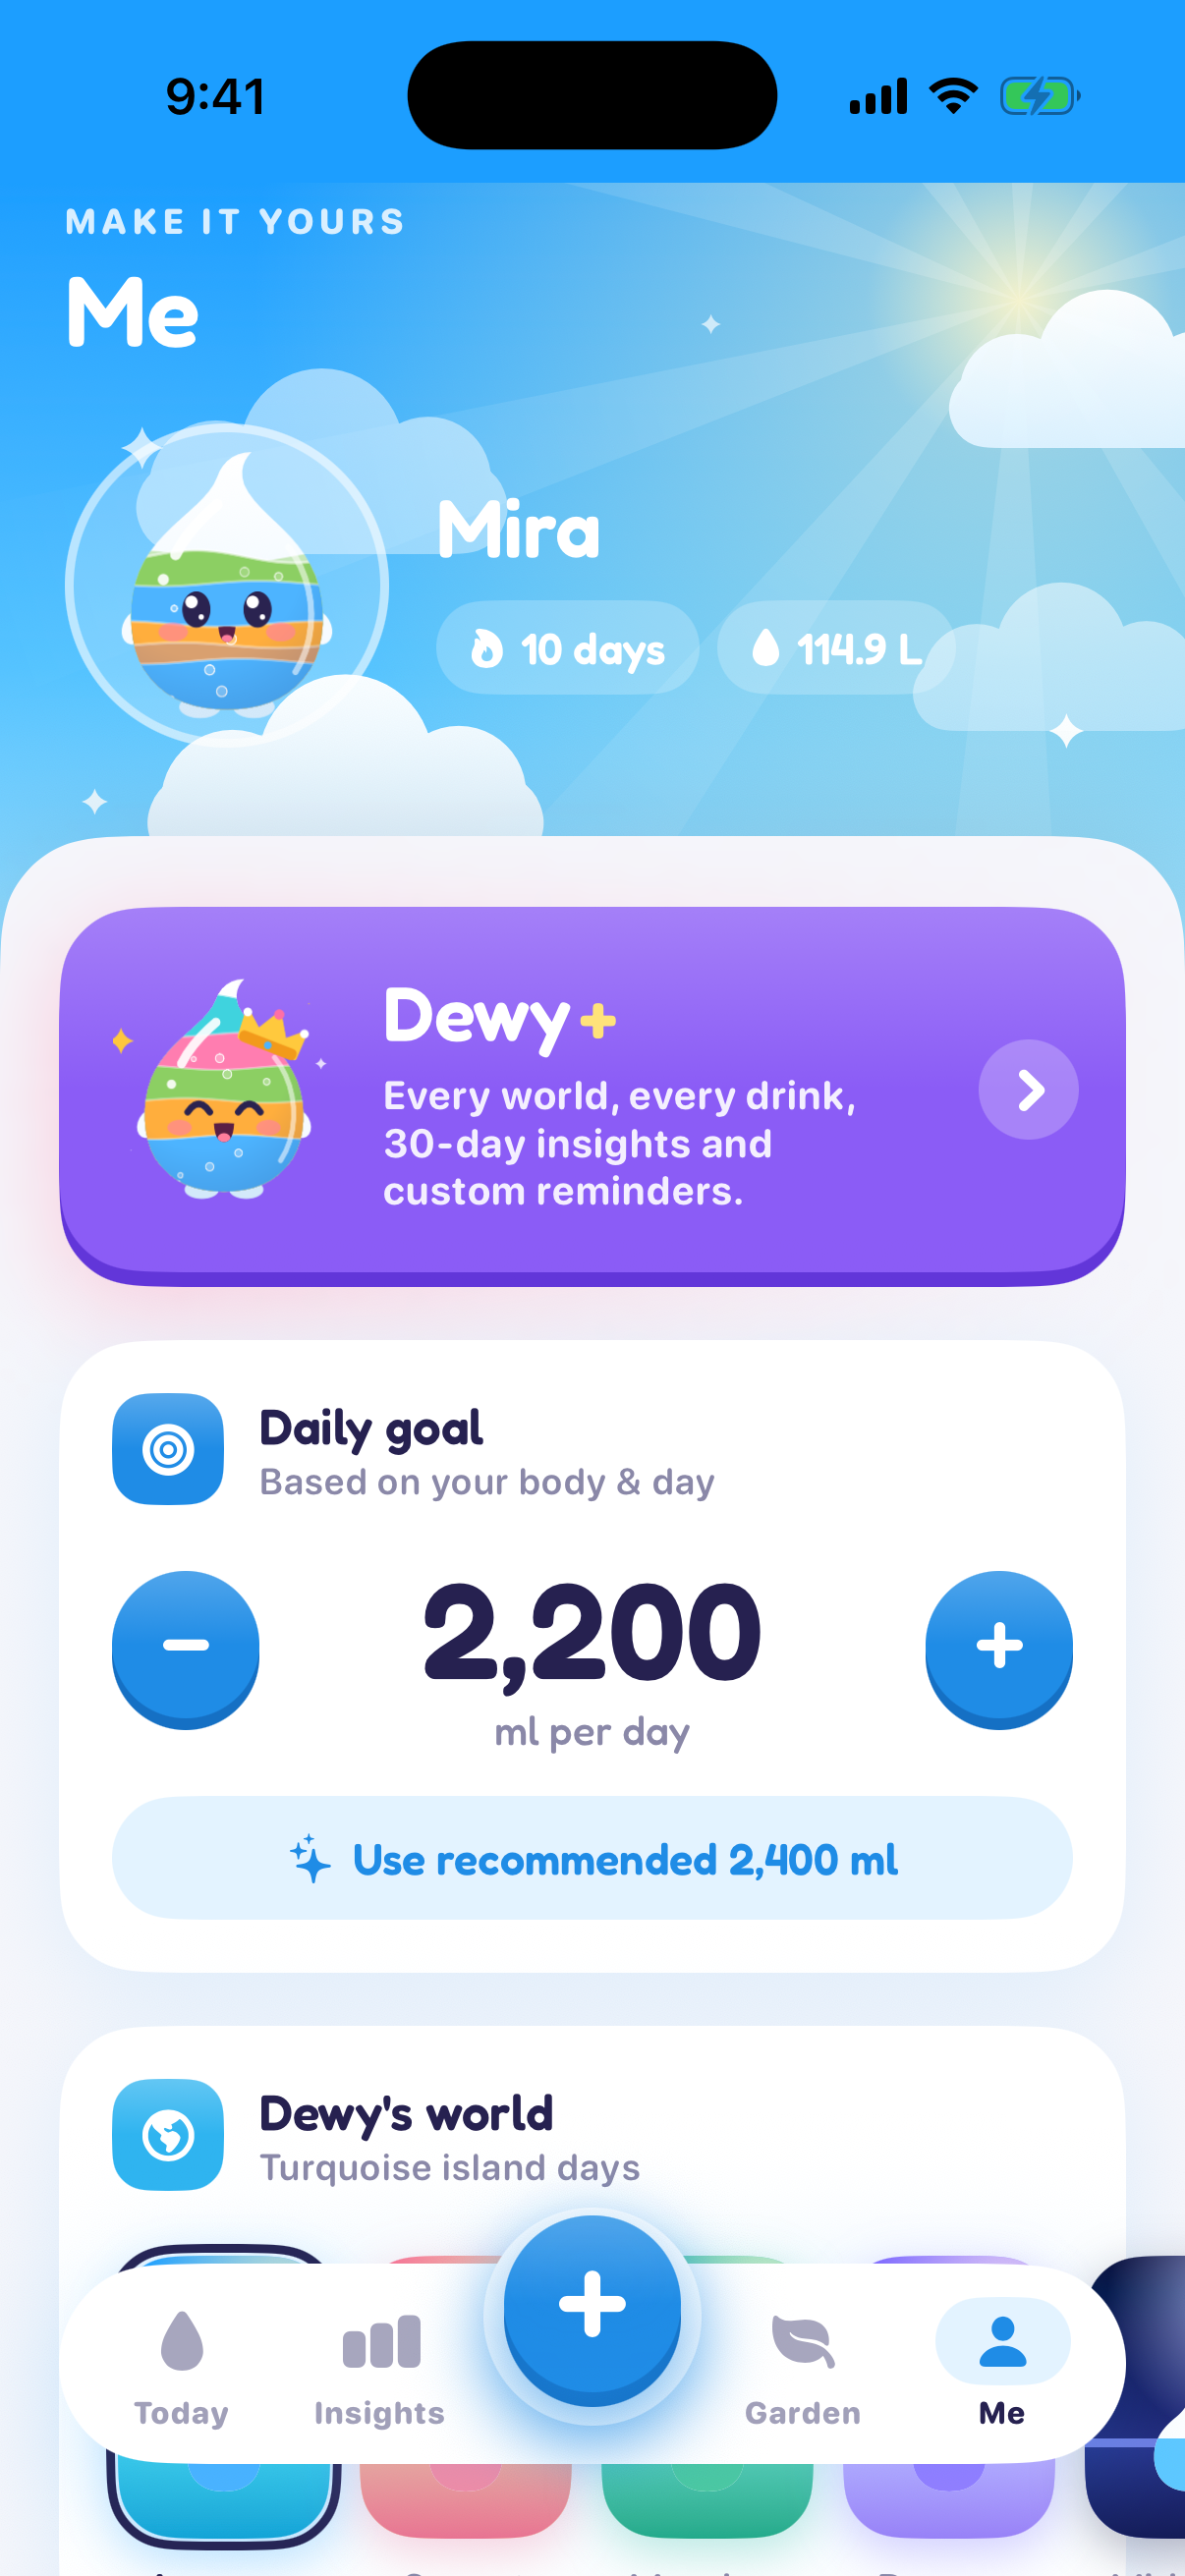 9:41
MAKE IT YOURS
Me
Mira
10 days
114.9 L
Dewy+
Every world, every drink,
30-day insights and
custom reminders.
Daily goal
Based on your body & day
2,200
ml per day
Use recommended 2,400 ml
Dewy's world
Turquoise island days
Today
Insights
Garden
Me